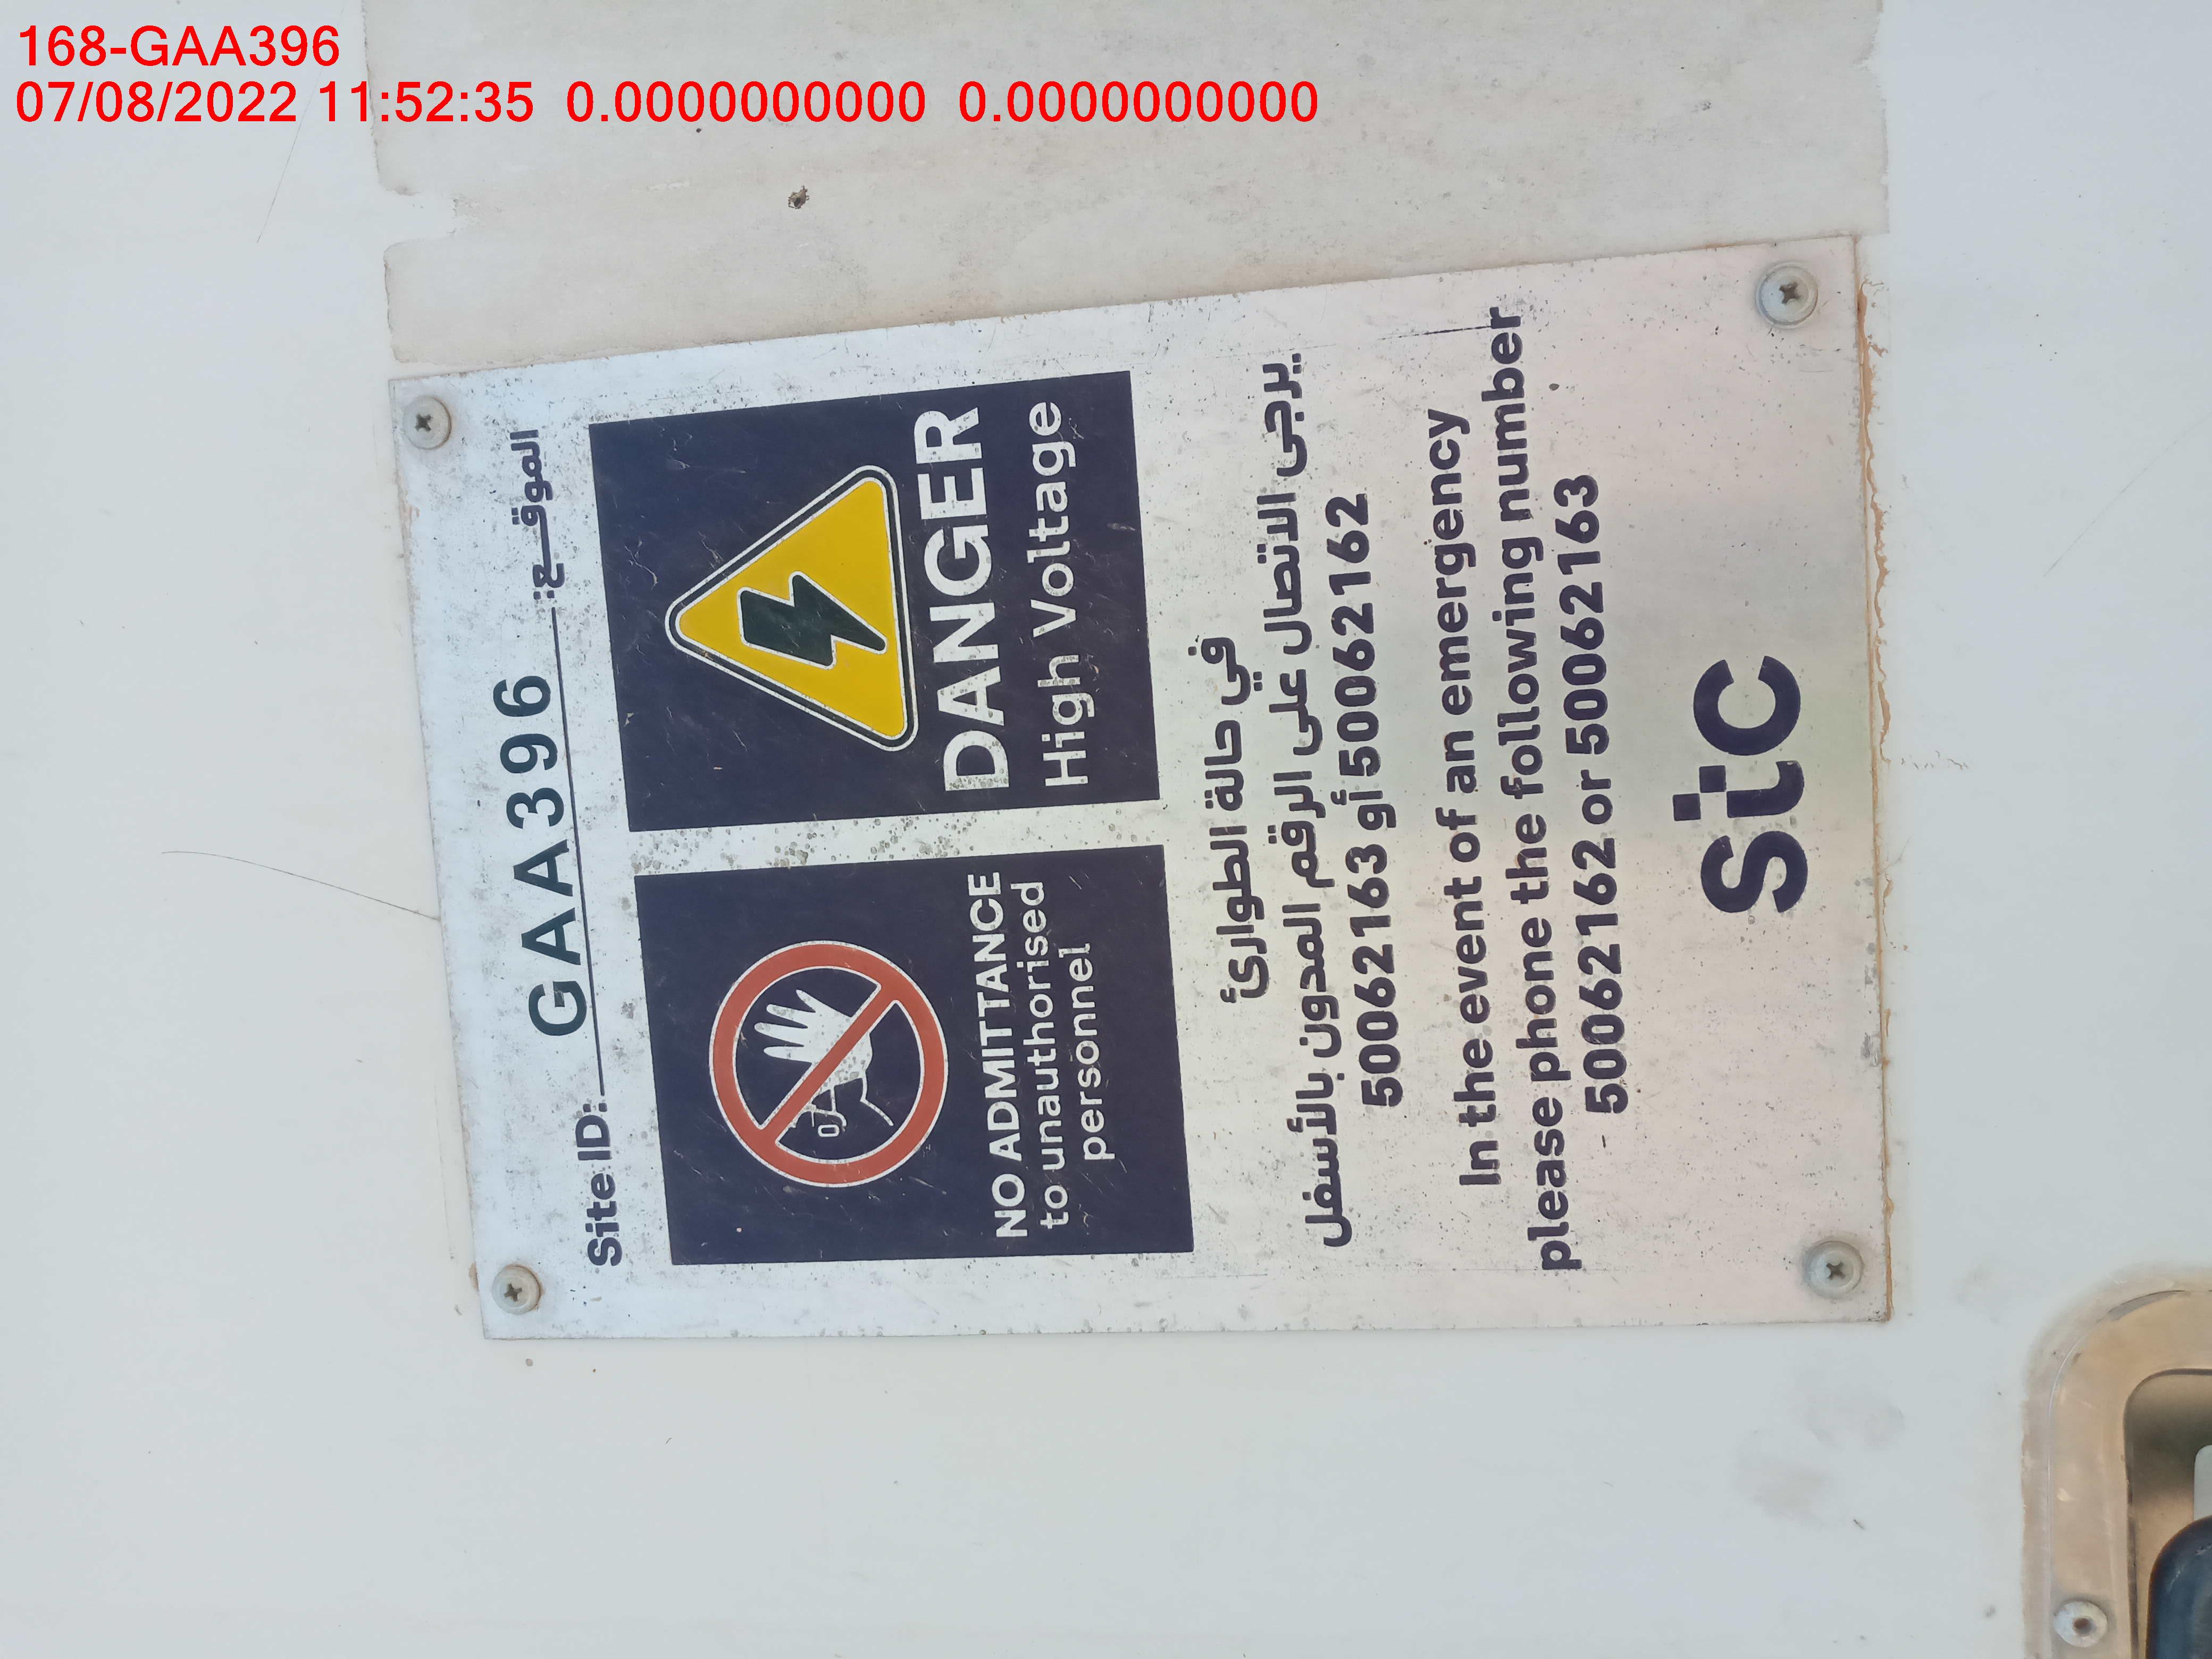 168-GAA396
07/08/2022 11:52:35 0.0000000000 0.0000000000
Site ID: GAA396 الموقــع:
NO ADMITTANCE
to unauthorised
personnel
DANGER
High Voltage
في حالة الطوارئ
يرجى الاتصال على الرقم المدون بالأسفل
50062163 أو 50062162
In the event of an emergency
please phone the following number
50062162 or 50062163
stc